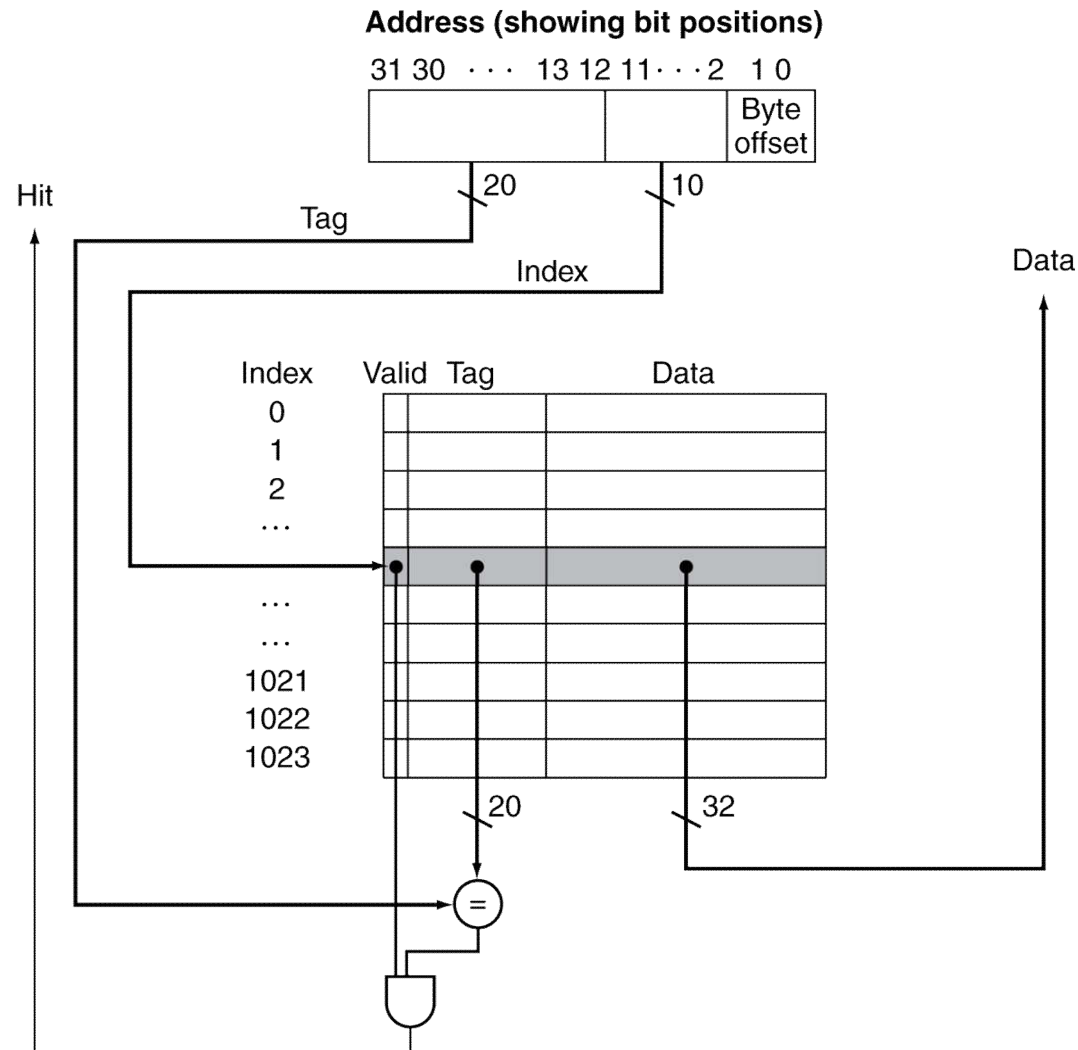 Address (showing bit positions)
31 30 · · · 13 12 11 · · · 2 1 0
Byte
offset
20
10
Hit
Tag
Index
Data
Index Valid Tag Data
0
1
2
...
...
...
1021
1022
1023
20
32
=